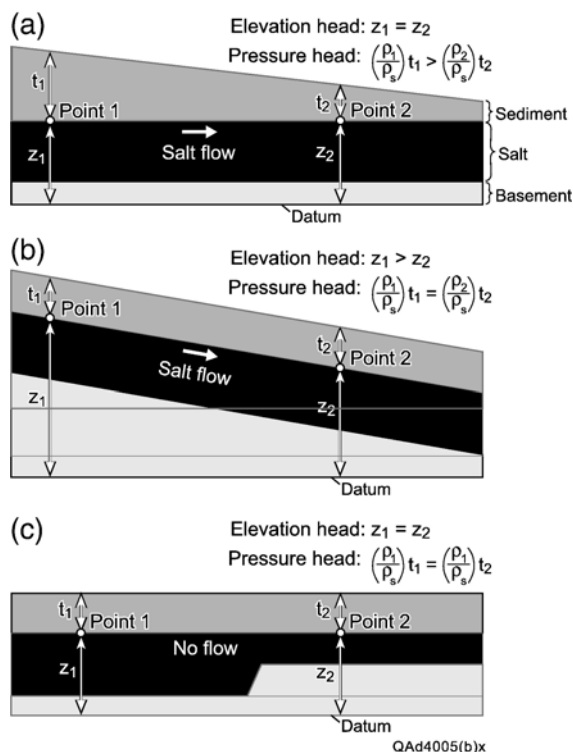 (a)
Elevation head: z₁ = z₂
Pressure head: (ρ₁/ρₛ) t₁ > (ρ₂/ρₛ) t₂
t₁
Point 1
t₂
Point 2
Sediment
z₁
Salt flow
z₂
Salt
Basement
Datum
(b)
Elevation head: z₁ > z₂
Pressure head: (ρ₁/ρₛ) t₁ = (ρ₂/ρₛ) t₂
t₁
Point 1
t₂
Point 2
Salt flow
z₁
z₂
Datum
(c)
Elevation head: z₁ = z₂
Pressure head: (ρ₁/ρₛ) t₁ = (ρ₁/ρₛ) t₂
t₁
Point 1
t₂
Point 2
No flow
z₁
z₂
Datum
QAd4005(b)x